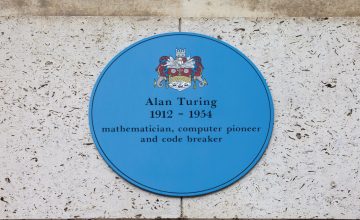 Alan Turing
1912 - 1954
mathematician, computer pioneer
and code breaker